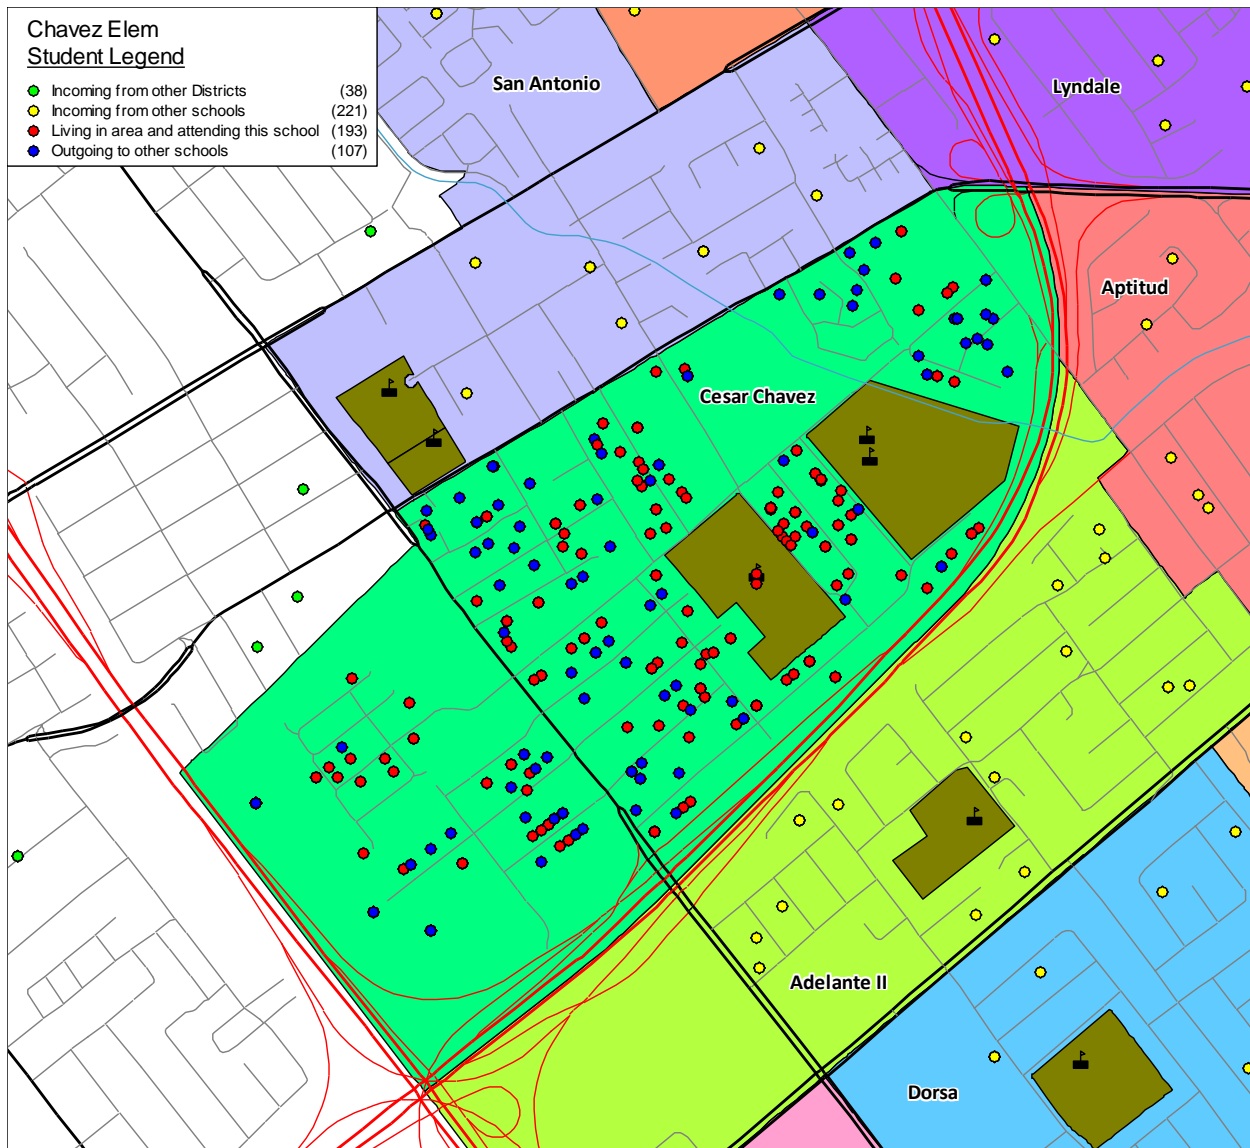 Chavez Elem
Student Legend
Incoming from other Districts (38)
Incoming from other schools (221)
Living in area and attending this school (193)
Outgoing to other schools (107)
San Antonio
Lyndale
Aptitud
Cesar Chavez
Adelante II
Dorsa